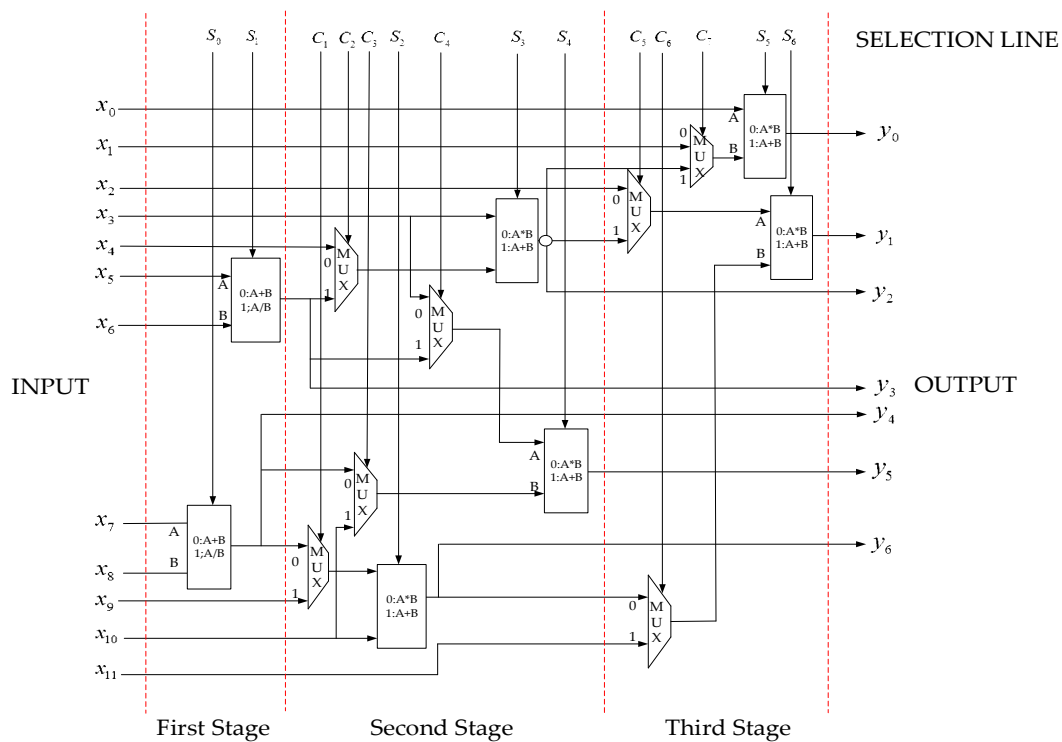 S0 S1 C1 C2 C3 S2 C4 S3 S4 C5 C6 C- S5 S6 SELECTION LINE
x0
A
0:A*B
1:A+B
y0
x1
0
M
U
X
B
1
x2
0
M
U
X
A
0:A*B
1:A+B
y1
x3
0:A*B
1:A+B
1
B
x4
0
M
U
X
1
x5
A
0:A+B
1;A/B
y2
x6
B
0
M
U
X
1
INPUT
y3
OUTPUT
y4
0
M
U
X
1
A
0:A*B
1:A+B
B
y5
x7
A
0:A+B
1;A/B
x8
B
0
M
U
X
1
y6
x9
0:A*B
1:A+B
0
M
U
X
1
x10
x11
First Stage Second Stage Third Stage